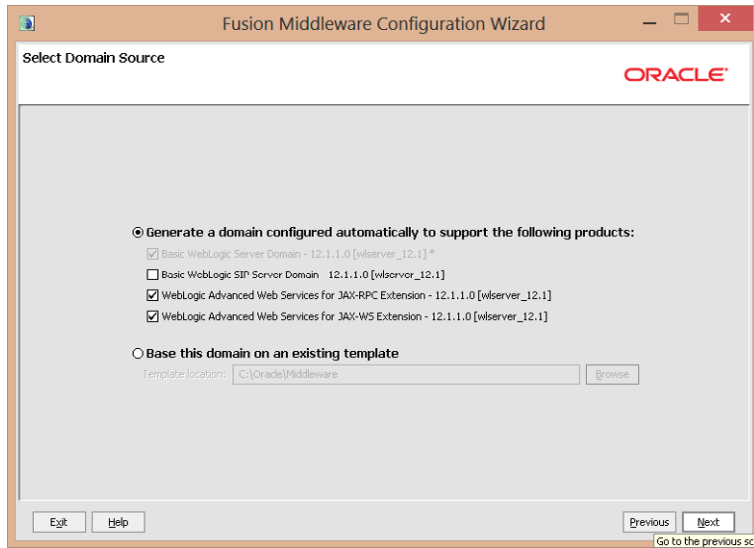 Fusion Middleware Configuration Wizard
Select Domain Source
ORACLE
Generate a domain configured automatically to support the following products:
Basic WebLogic Server Domain - 12.1.1.0 [wlserver_12.1] *
Basic WebLogic SIP Server Domain - 12.1.1.0 [wlserver_12.1]
WebLogic Advanced Web Services for JAX-RPC Extension - 12.1.1.0 [wlserver_12.1]
WebLogic Advanced Web Services for JAX-WS Extension - 12.1.1.0 [wlserver_12.1]
Base this domain on an existing template
Template location: C:\Oracle\Middleware Browse
Exit Help Previous Next
Go to the previous sc